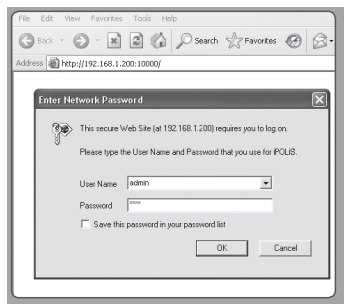 File Edit View Favorites Tools Help
Back Search Favorites
Address http://192.168.1.200:10000/
Enter Network Password
This secure Web Site (at 192.168.1.200) requires you to log on.
Please type the User Name and Password that you use for iPOLiS.
User Name admin
Password ****
Save this password in your password list
OK Cancel